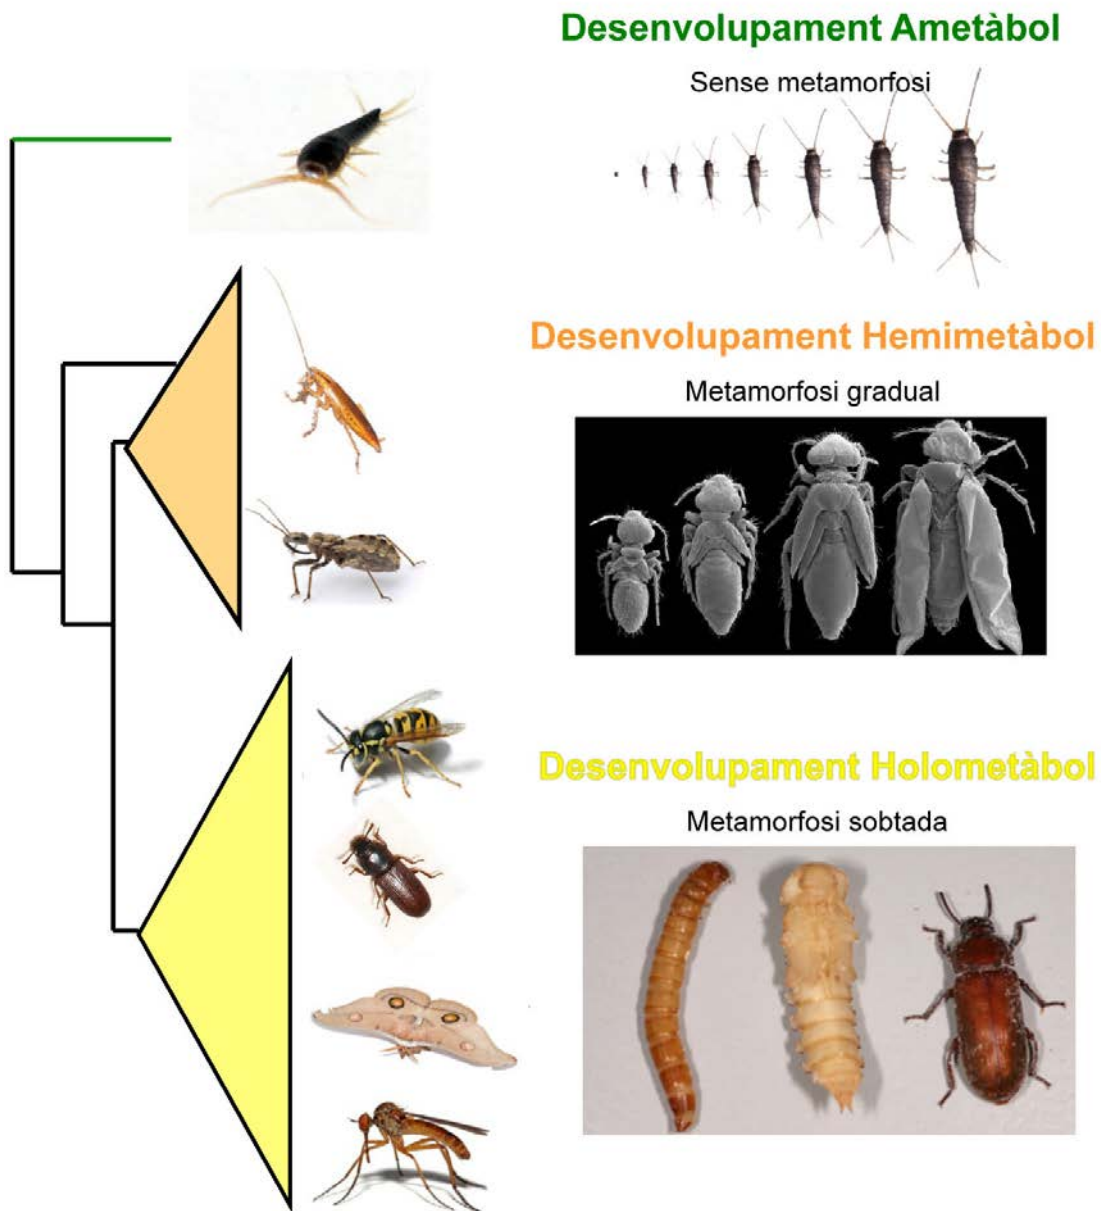 Desenvolupament Ametàbol
Sense metamorfosi
Desenvolupament Hemimetàbol
Metamorfosi gradual
Desenvolupament Holometàbol
Metamorfosi sobtada